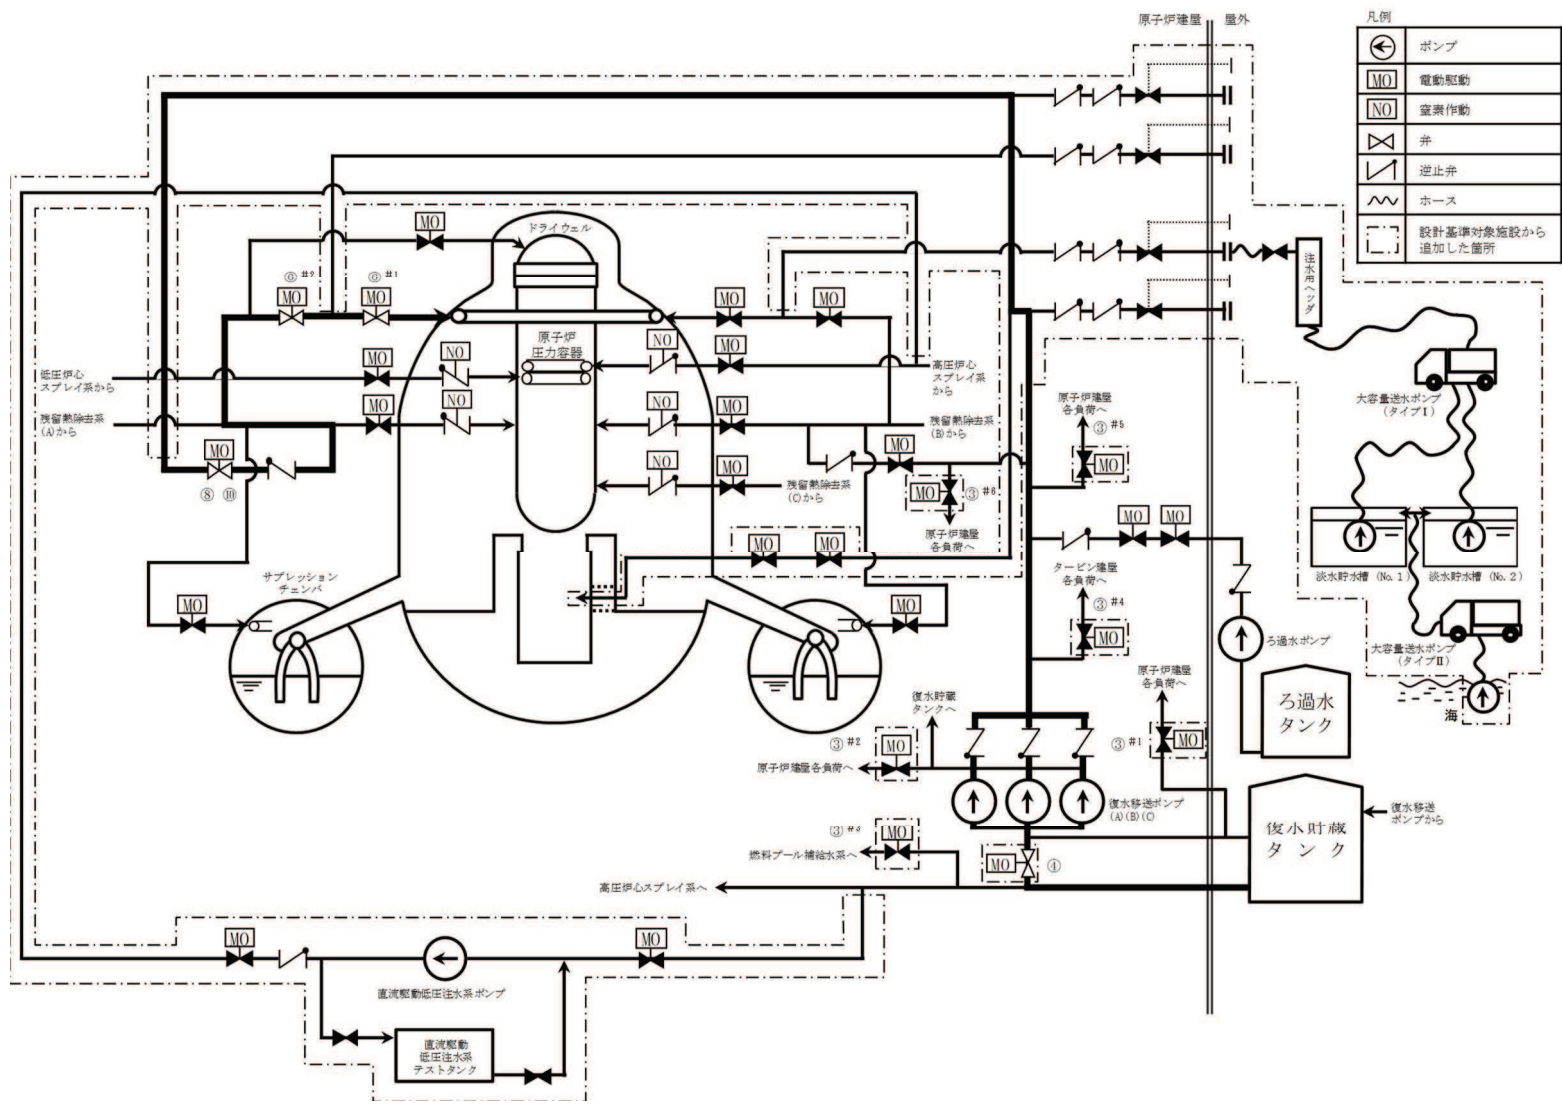 原子炉建屋 屋外
凡例
ポンプ
MO 電動駆動
NO 窒素作動
弁
逆止弁
ホース
設計基準対象施設から
追加した箇所
MO
ドライウェル
#2
#1
MO
MO
MO
MO
原子炉
圧力容器
NO
MO
NO
MO
低圧炉心
スプレイ系から
高圧炉心
スプレイ系
から
MO
NO
NO
MO
残留熱除去系
(A)から
残留熱除去系
(B)から
MO
⑧ ⑩
MO
NO
MO
残留熱除去系
(C)から
MO
③#6
原子炉建屋
各負荷へ
原子炉建屋
各負荷へ
③#5
MO
注水用ヘッダ
大容量送水ポンプ
(タイプⅠ)
淡水貯水槽 (No.1)
淡水貯水槽 (No.2)
大容量送水ポンプ
(タイプⅡ)
海
MO
MO
MO
MO
タービン建屋
各負荷へ
③#4
MO
サプレッション
チェンバ
MO
MO
ろ過水ポンプ
ろ過水
タンク
原子炉建屋
各負荷へ
③#1
MO
復水貯蔵
タンクへ
③#2
MO
原子炉建屋各負荷へ
復水移送ポンプ
(A)(B)(C)
復水貯蔵
タンク
復水移送
ポンプから
③#3
MO
燃料プール補給水系へ
MO
④
高圧炉心スプレイ系へ
MO
MO
直流駆動低圧注水系ポンプ
直流駆動
低圧注水系
テストタンク